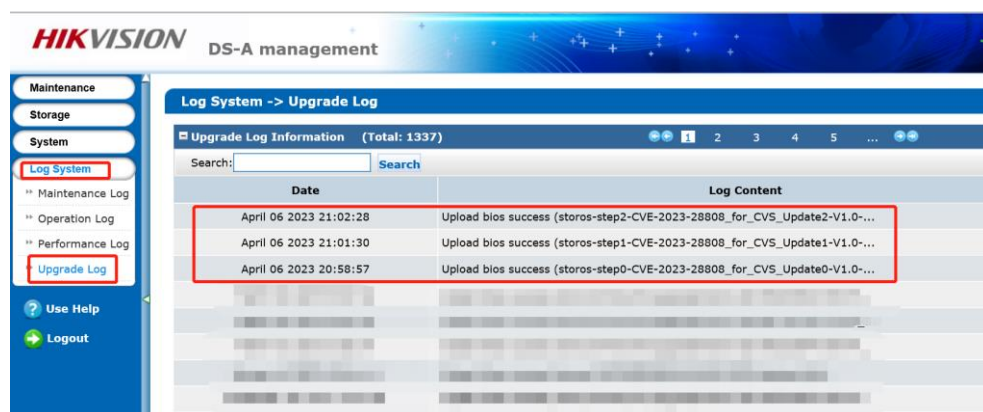 HIKVISION DS-A management
Maintenance
Storage
System
Log System
Maintenance Log
Operation Log
Performance Log
Upgrade Log
Use Help
Logout
Log System -> Upgrade Log
Upgrade Log Information (Total: 1337) 1 2 3 4 5 ...
Search: Search
Date Log Content
April 06 2023 21:02:28 Upload bios success (storos-step2-CVE-2023-28808_for_CVS_Update2-V1.0-...
April 06 2023 21:01:30 Upload bios success (storos-step1-CVE-2023-28808_for_CVS_Update1-V1.0-...
April 06 2023 20:58:57 Upload bios success (storos-step0-CVE-2023-28808_for_CVS_Update0-V1.0-...